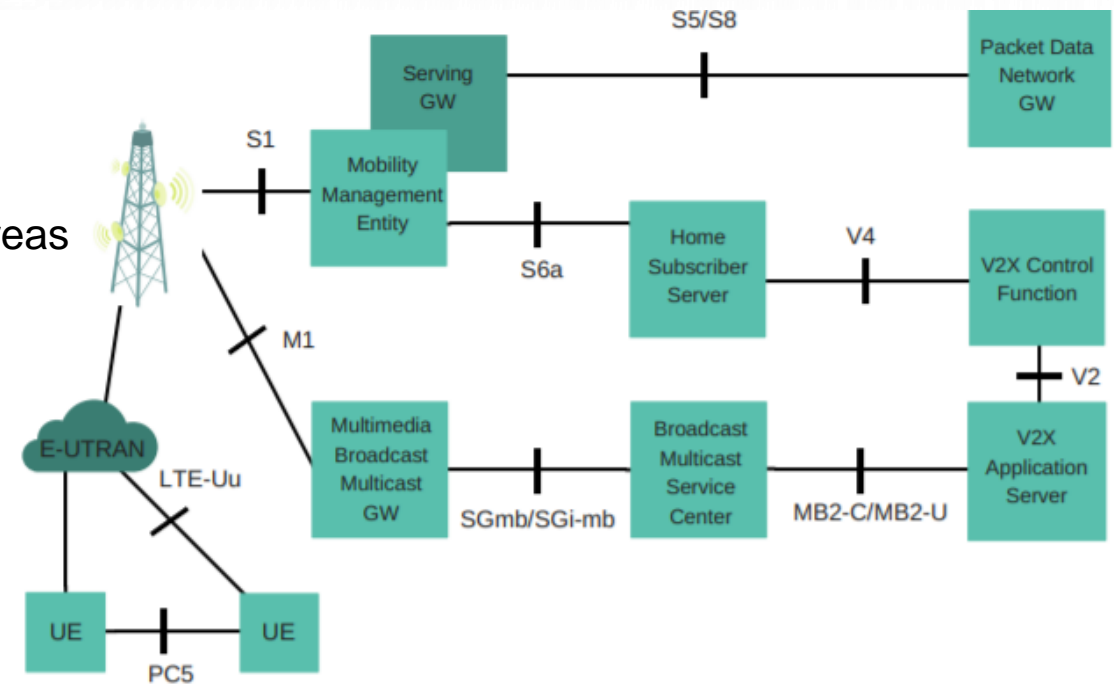 S5/S8
Packet Data
Network
GW
Serving
GW
S1
Mobility
Management
Entity
S6a
Home
Subscriber
Server
V4
V2X Control
Function
V2
M1
Multimedia
Broadcast
Multicast
GW
SGmb/SGi-mb
Broadcast
Multicast
Service
Center
MB2-C/MB2-U
V2X
Application
Server
E-UTRAN
LTE-Uu
UE
PC5
UE